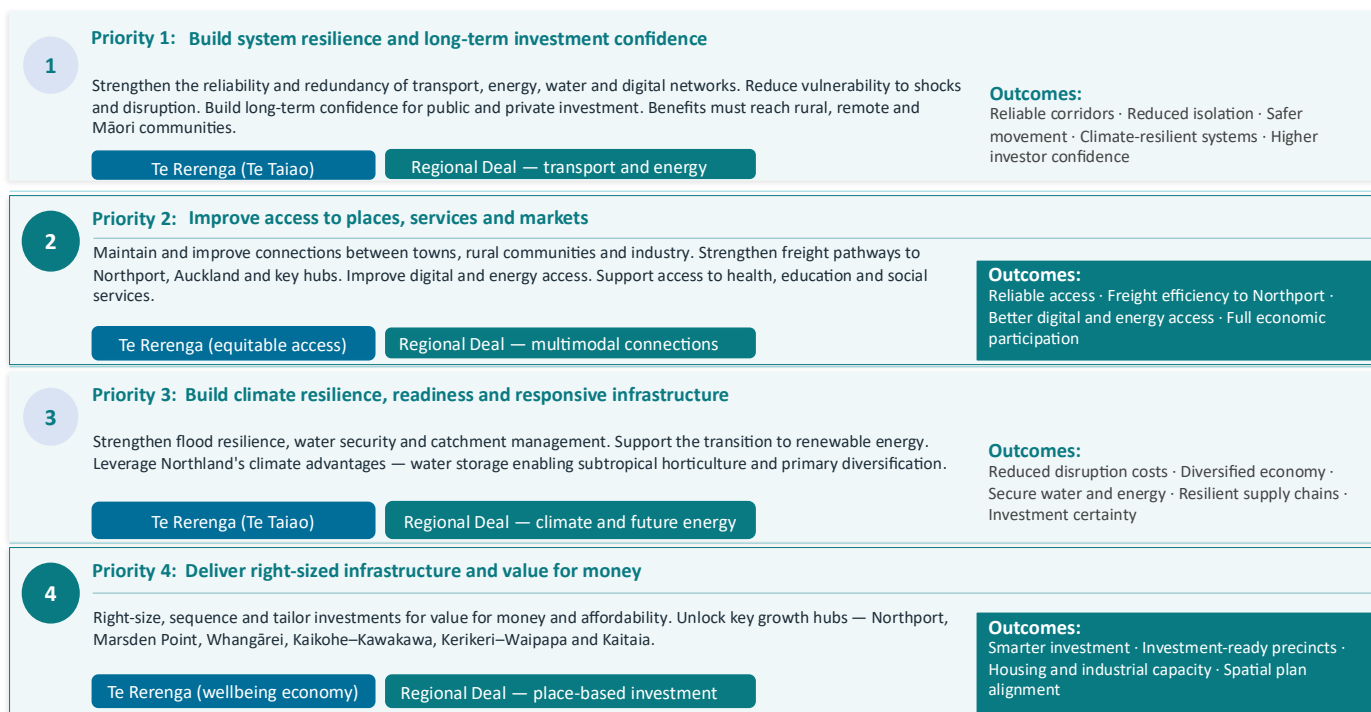 1
Priority 1: Build system resilience and long-term investment confidence
Strengthen the reliability and redundancy of transport, energy, water and digital networks. Reduce vulnerability to shocks
and disruption. Build long-term confidence for public and private investment. Benefits must reach rural, remote and
Māori communities.
Te Rerenga (Te Taiao)
Regional Deal — transport and energy
Outcomes:
Reliable corridors · Reduced isolation · Safer
movement · Climate-resilient systems · Higher
investor confidence
2
Priority 2: Improve access to places, services and markets
Maintain and improve connections between towns, rural communities and industry. Strengthen freight pathways to
Northport, Auckland and key hubs. Improve digital and energy access. Support access to health, education and social
services.
Te Rerenga (equitable access)
Regional Deal — multimodal connections
Outcomes:
Reliable access · Freight efficiency to Northport ·
Better digital and energy access · Full economic
participation
3
Priority 3: Build climate resilience, readiness and responsive infrastructure
Strengthen flood resilience, water security and catchment management. Support the transition to renewable energy.
Leverage Northland's climate advantages — water storage enabling subtropical horticulture and primary diversification.
Te Rerenga (Te Taiao)
Regional Deal — climate and future energy
Outcomes:
Reduced disruption costs · Diversified economy ·
Secure water and energy · Resilient supply chains ·
Investment certainty
4
Priority 4: Deliver right-sized infrastructure and value for money
Right-size, sequence and tailor investments for value for money and affordability. Unlock key growth hubs — Northport,
Marsden Point, Whangārei, Kaikohe–Kawakawa, Kerikeri–Waipapa and Kaitaia.
Te Rerenga (wellbeing economy)
Regional Deal — place-based investment
Outcomes:
Smarter investment · Investment-ready precincts ·
Housing and industrial capacity · Spatial plan
alignment